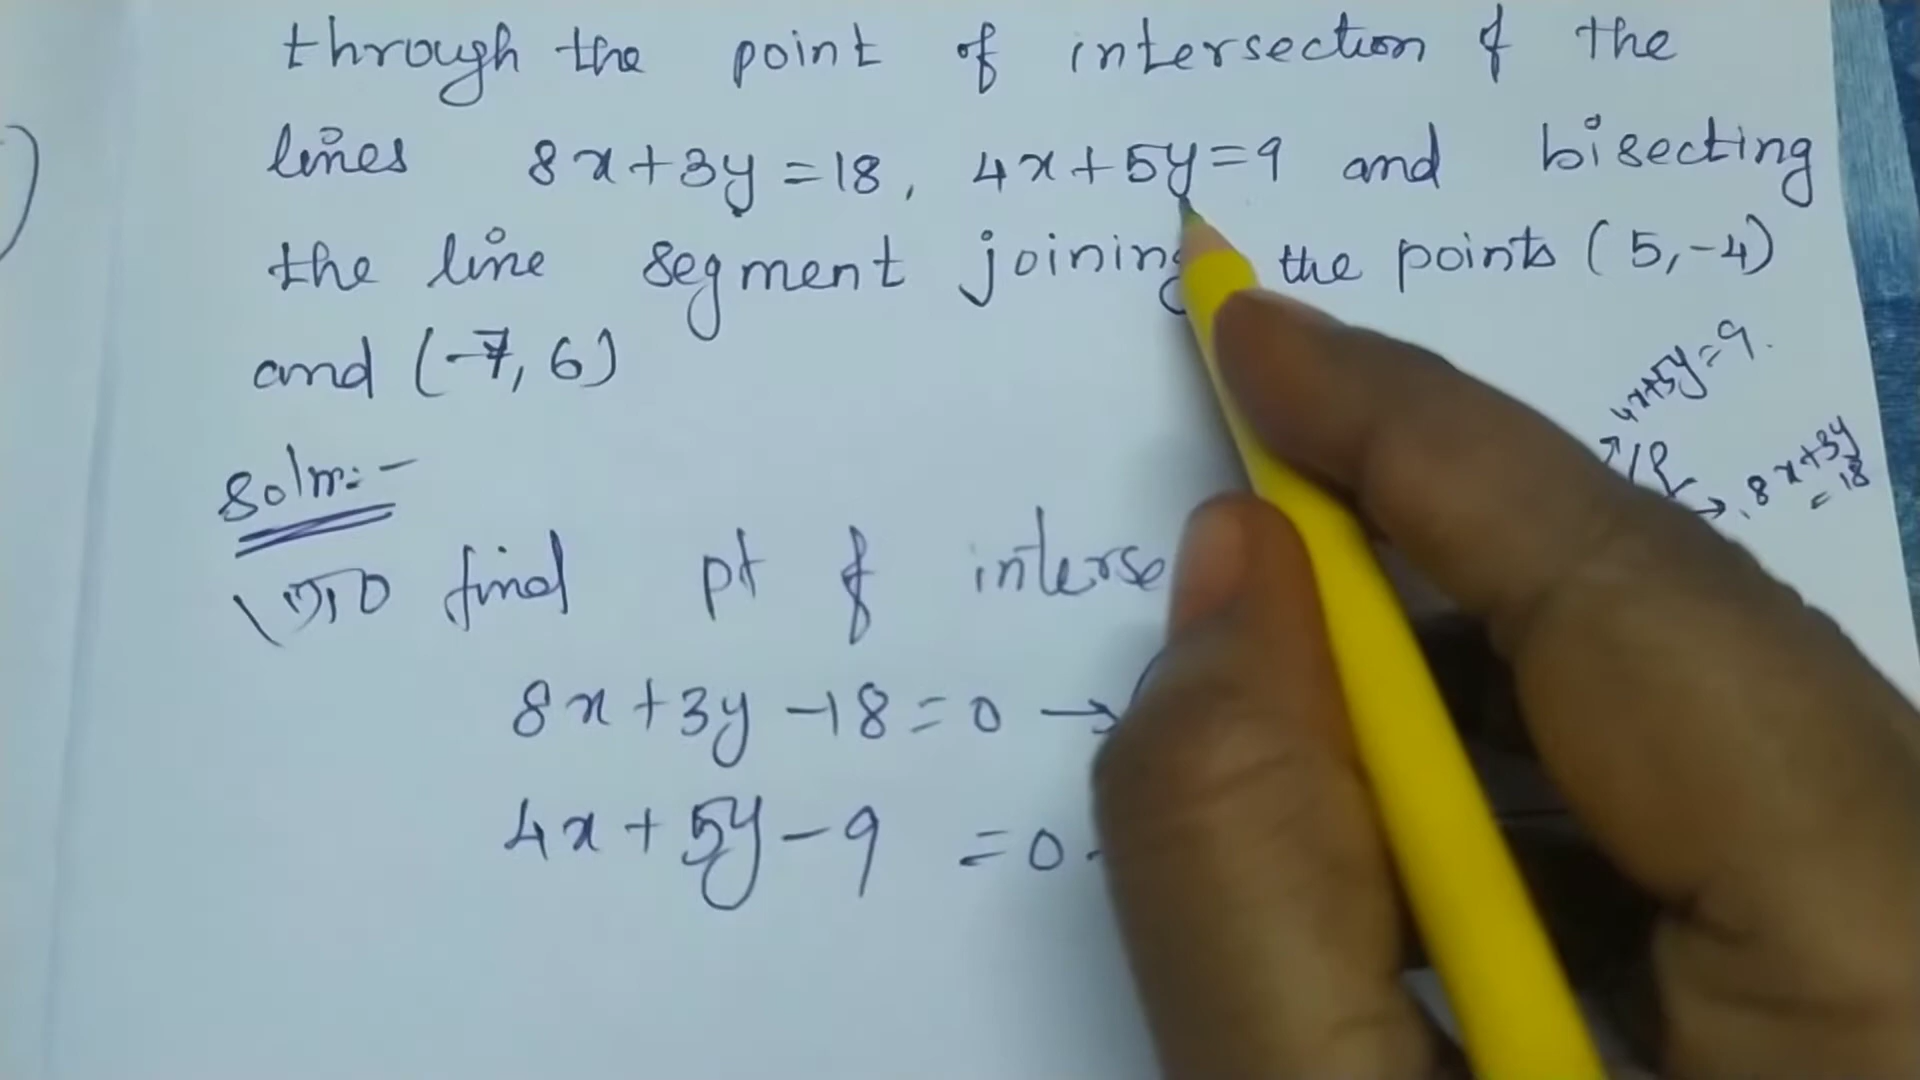 through the point of intersection of the
lines 8x+3y=18, 4x+5y=9 and bisecting
the line segment joining the points (5,-4)
and (-7,6)
4x+5y=9.
8x+3y
=18
Soln:-
To find pt of interse
8x+3y-18=0 →
4x+5y-9 =0